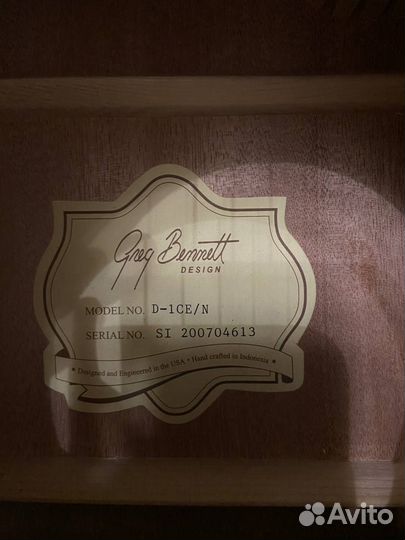 Greg Bennett
DESIGN
MODEL NO. D-1CE/N
SERIAL NO. SI 200704613
• Designed and Engineered in the USA • Hand crafted in Indonesia •
Avito